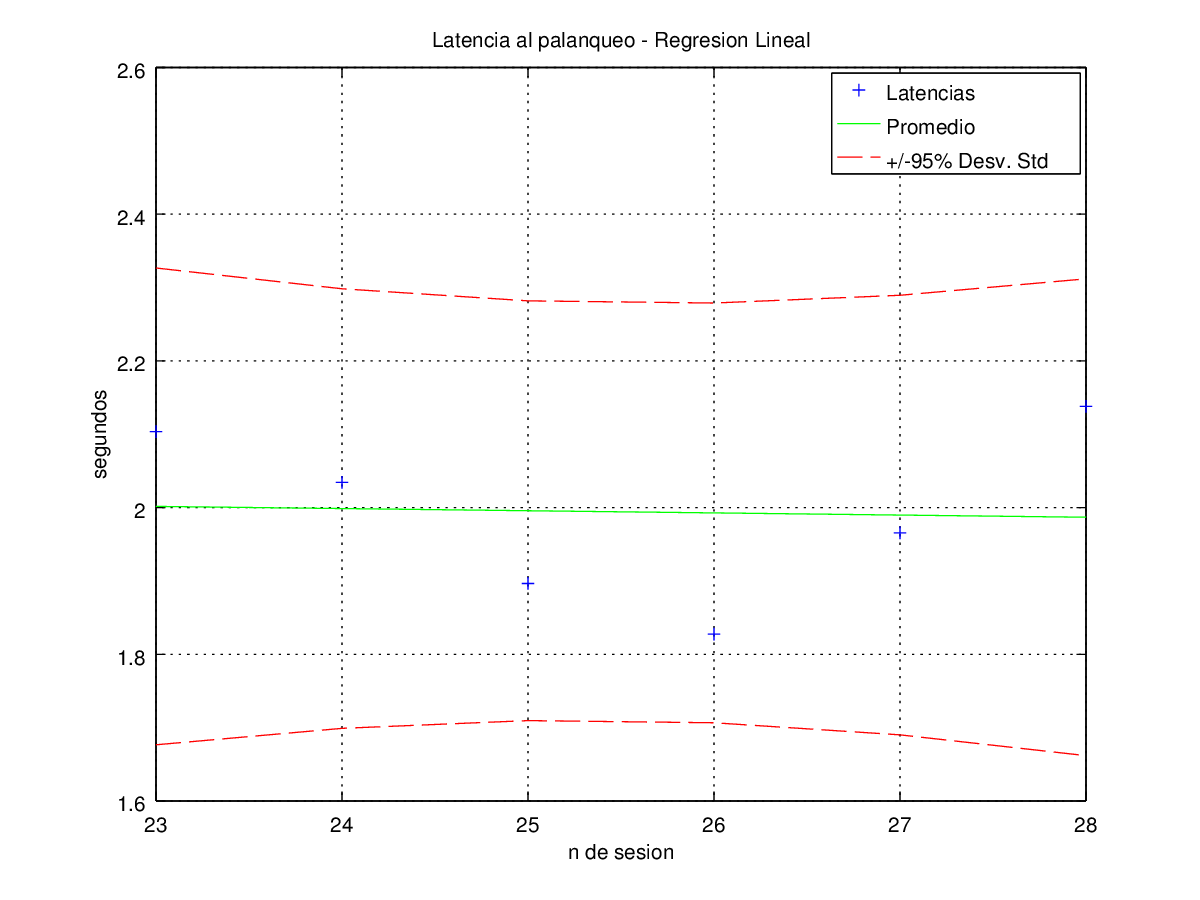 Latencia al palanqueo - Regresion Lineal
2.6
2.4
2.2
2
1.8
1.6
segundos
Latencias
Promedio
+/-95% Desv. Std
23 24 25 26 27 28
n de sesion